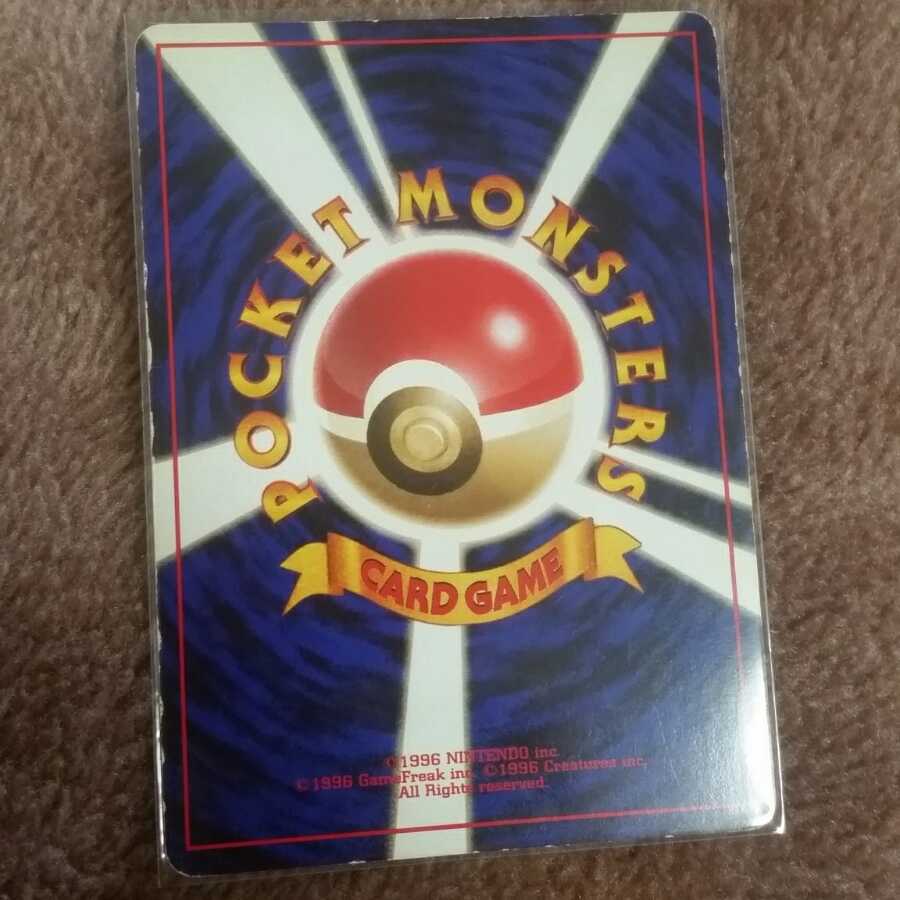 POCKET MONSTERS
CARD GAME
©1996 NINTENDO inc.
©1996 GameFreak inc. ©1996 Creatures inc.
All Rights reserved.